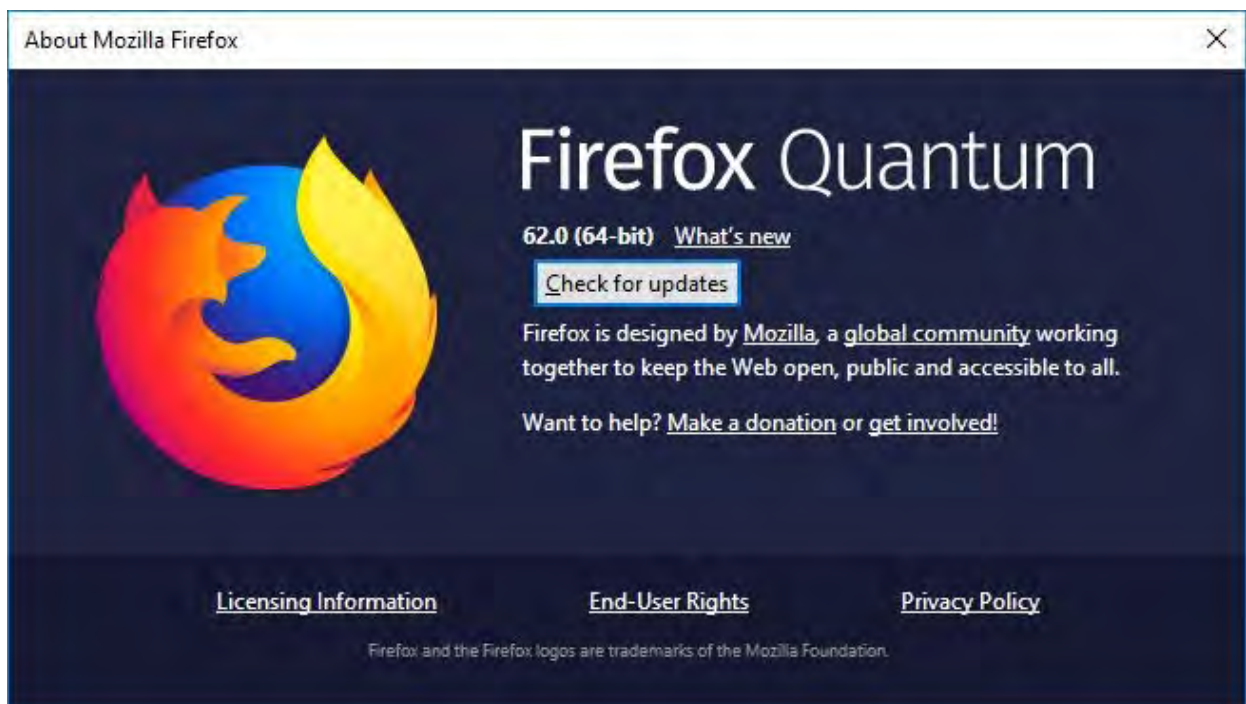 About Mozilla Firefox
Firefox Quantum
62.0 (64-bit) What's new
Check for updates
Firefox is designed by Mozilla, a global community working
together to keep the Web open, public and accessible to all.
Want to help? Make a donation or get involved!
Licensing Information End-User Rights Privacy Policy
Firefox and the Firefox logos are trademarks of the Mozilla Foundation.